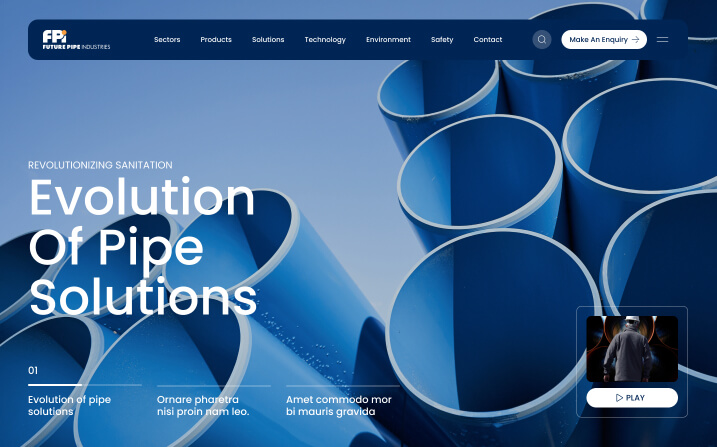 FPi
FUTURE PIPE INDUSTRIES
Sectors
Products
Solutions
Technology
Environment
Safety
Contact
Make An Enquiry
REVOLUTIONIZING SANITATION
Evolution
Of Pipe
Solutions
01
Evolution of pipe
solutions
Ornare pharetra
nisi proin nam leo.
Amet commodo mor
bi mauris gravida
PLAY